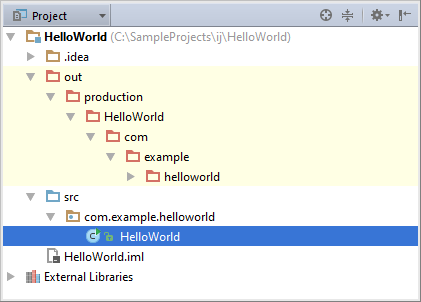 Project
HelloWorld (C:\SampleProjects\ij\HelloWorld)
.idea
out
production
HelloWorld
com
example
helloworld
src
com.example.helloworld
C HelloWorld
HelloWorld.iml
External Libraries